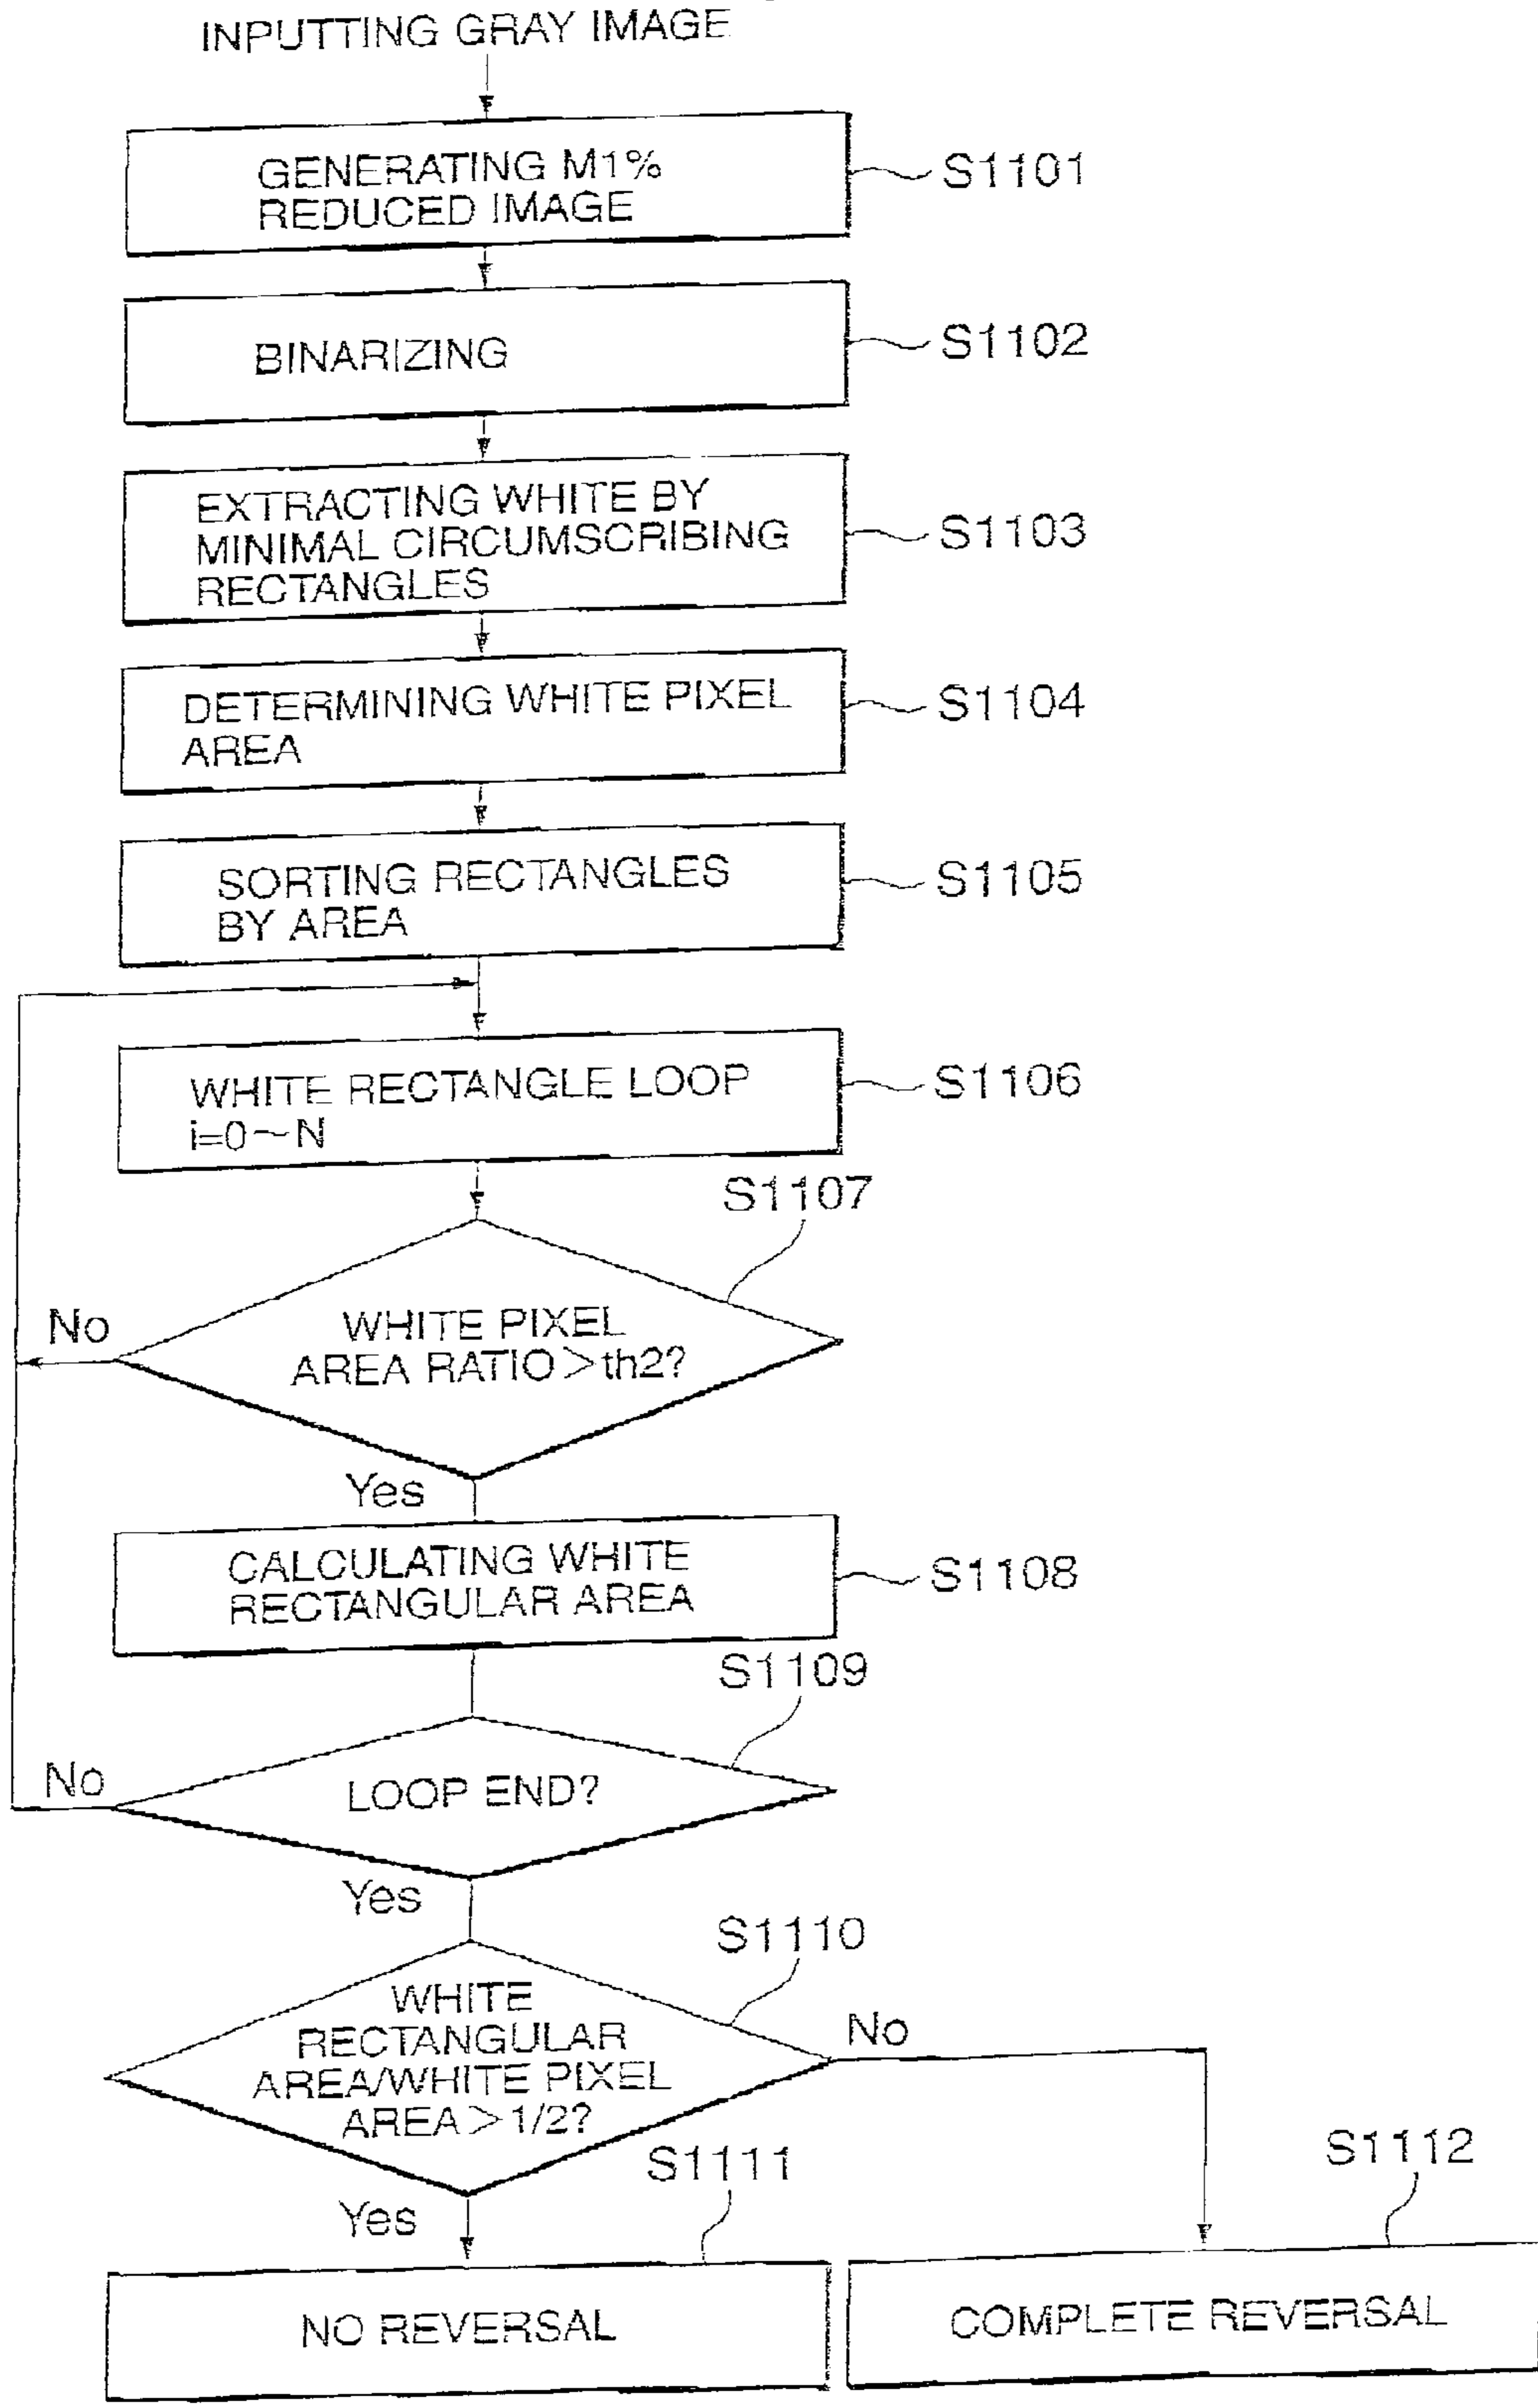 INPUTTING GRAY IMAGE
GENERATING M1%
REDUCED IMAGE
S1101
BINARIZING
S1102
EXTRACTING WHITE BY
MINIMAL CIRCUMSCRIBING
RECTANGLES
S1103
DETERMINING WHITE PIXEL
AREA
S1104
SORTING RECTANGLES
BY AREA
S1105
WHITE RECTANGLE LOOP
i=0~N
S1106
S1107
WHITE PIXEL
AREA RATIO>th2?
No
Yes
CALCULATING WHITE
RECTANGULAR AREA
S1108
S1109
LOOP END?
No
Yes
S1110
WHITE
RECTANGULAR
AREA/WHITE PIXEL
AREA>1/2?
No
Yes
S1111
NO REVERSAL
S1112
COMPLETE REVERSAL